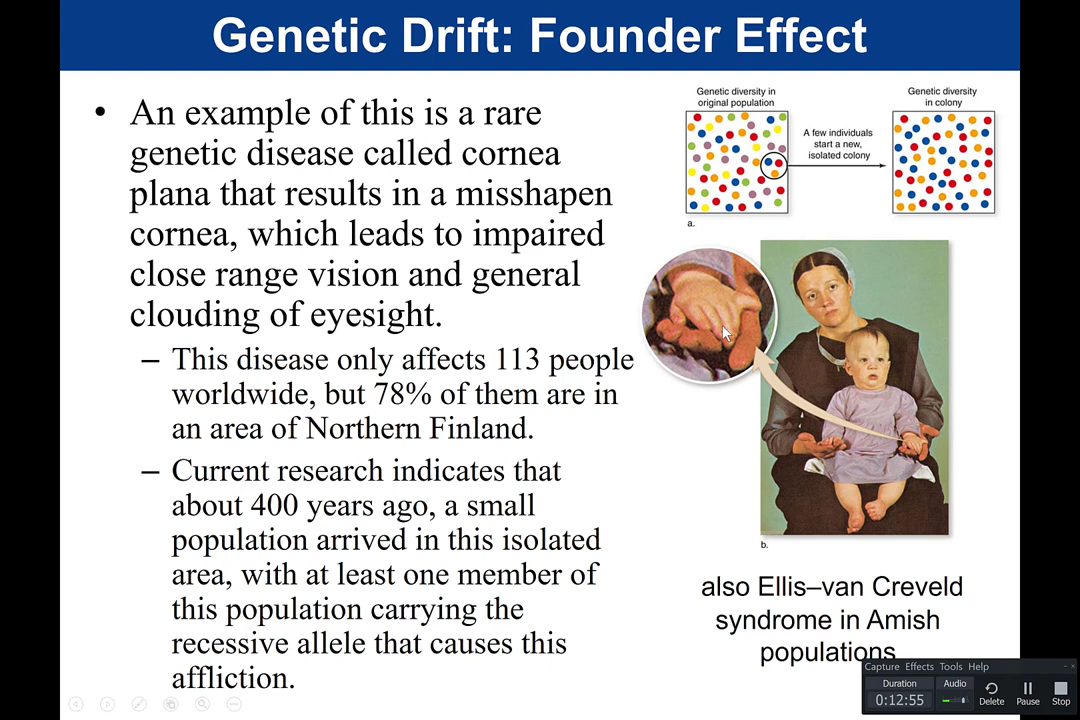 Genetic Drift: Founder Effect
• An example of this is a rare
genetic disease called cornea
plana that results in a misshapen
cornea, which leads to impaired
close range vision and general
clouding of eyesight.
– This disease only affects 113 people
worldwide, but 78% of them are in
an area of Northern Finland.
– Current research indicates that
about 400 years ago, a small
population arrived in this isolated
area, with at least one member of
this population carrying the
recessive allele that causes this
affliction.
Genetic diversity in
original population
A few individuals
start a new,
isolated colony
Genetic diversity
in colony
a.
b.
also Ellis–van Creveld
syndrome in Amish
populations
Capture Effects Tools Help
Duration
0:12:55
Audio
Delete
Pause
Stop